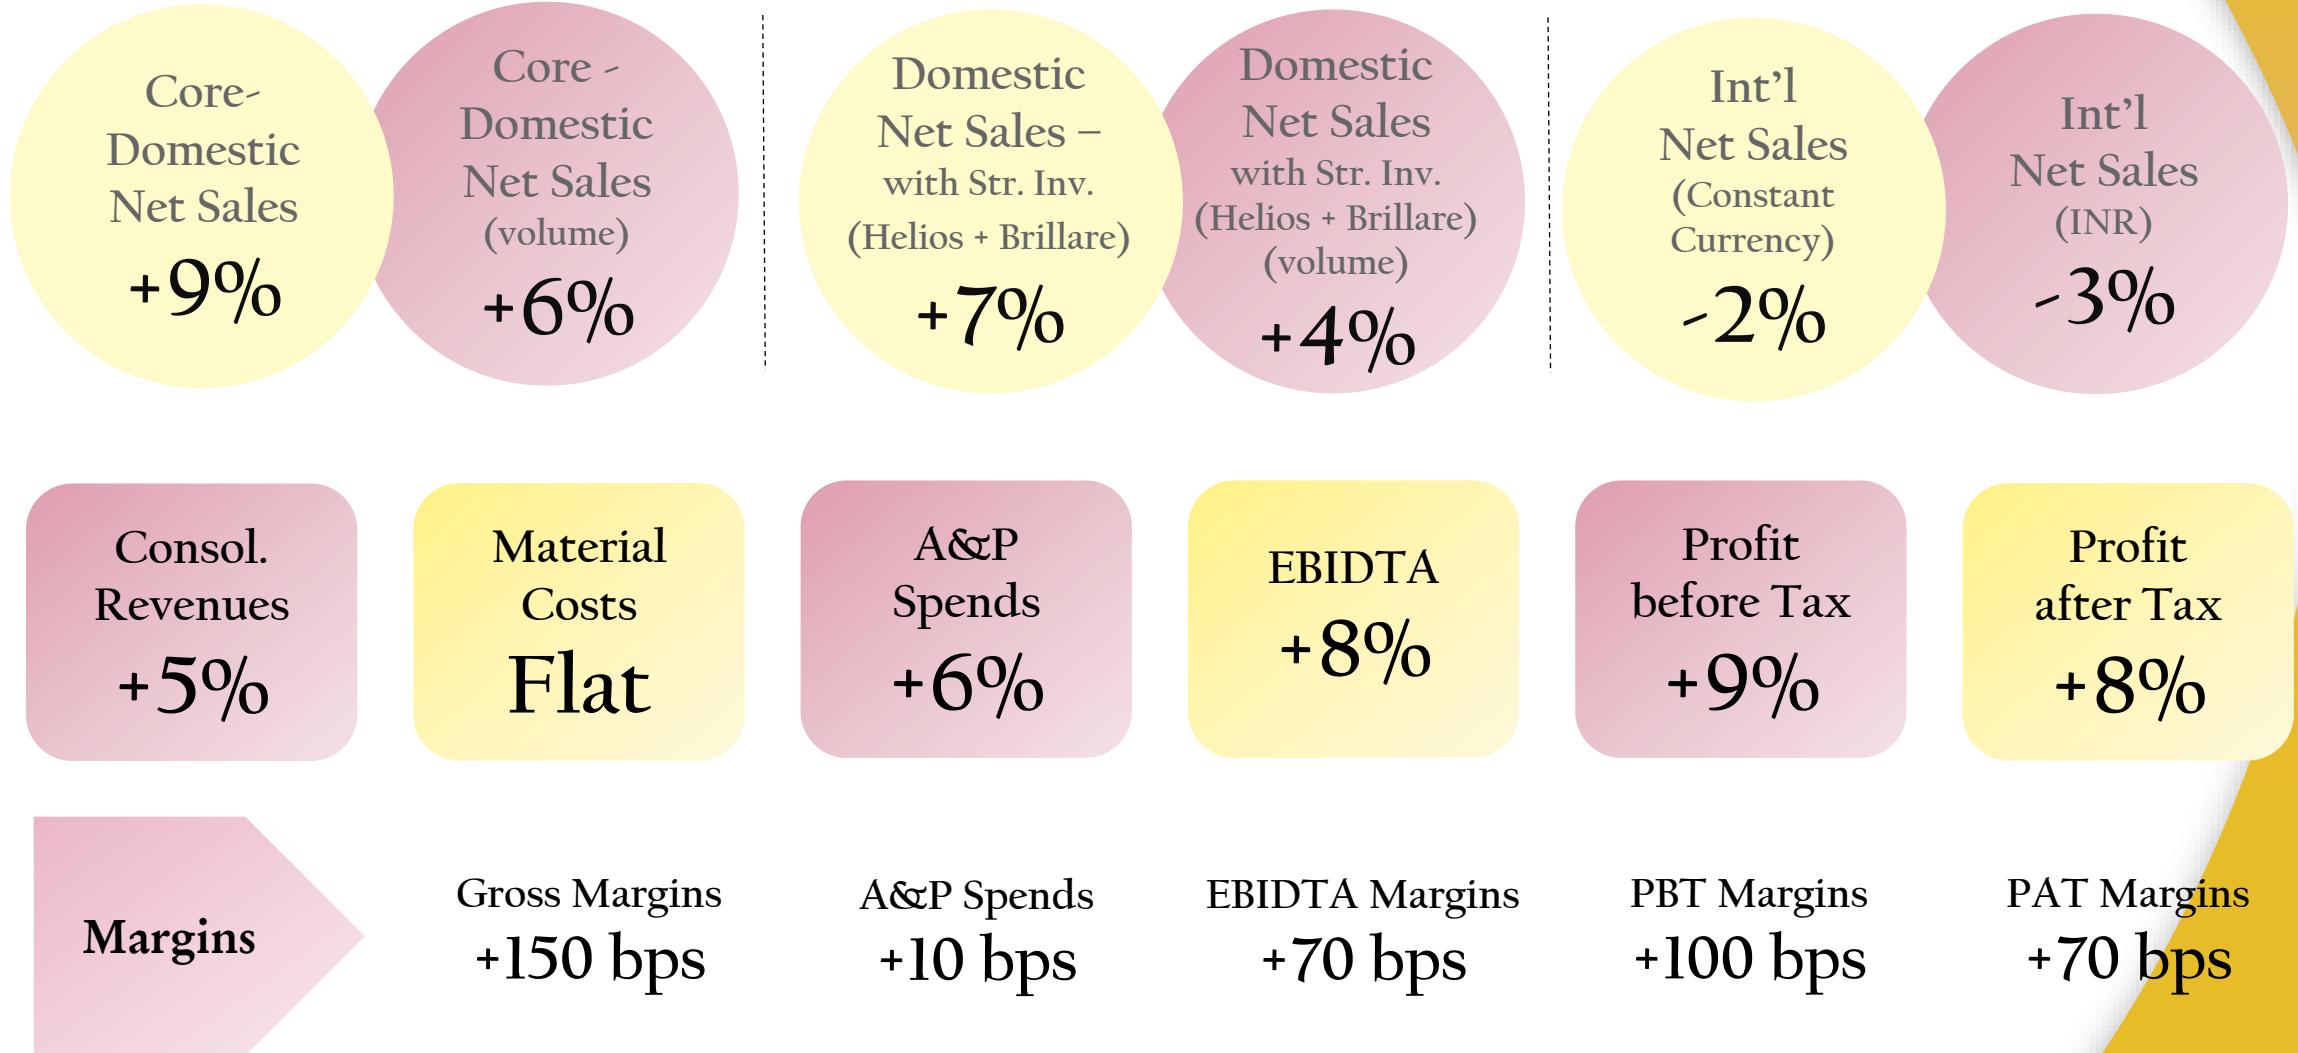 Core-
Domestic
Net Sales
+9%
Core -
Domestic
Net Sales
(volume)
+6%
Domestic
Net Sales –
with Str. Inv.
(Helios + Brillare)
+7%
Domestic
Net Sales
with Str. Inv.
(Helios + Brillare)
(volume)
+4%
Int’l
Net Sales
(Constant
Currency)
-2%
Int’l
Net Sales
(INR)
-3%
Consol.
Revenues
+5%
Material
Costs
Flat
A&P
Spends
+6%
EBIDTA
+8%
Profit
before Tax
+9%
Profit
after Tax
+8%
Margins
Gross Margins
+150 bps
A&P Spends
+10 bps
EBIDTA Margins
+70 bps
PBT Margins
+100 bps
PAT Margins
+70 bps